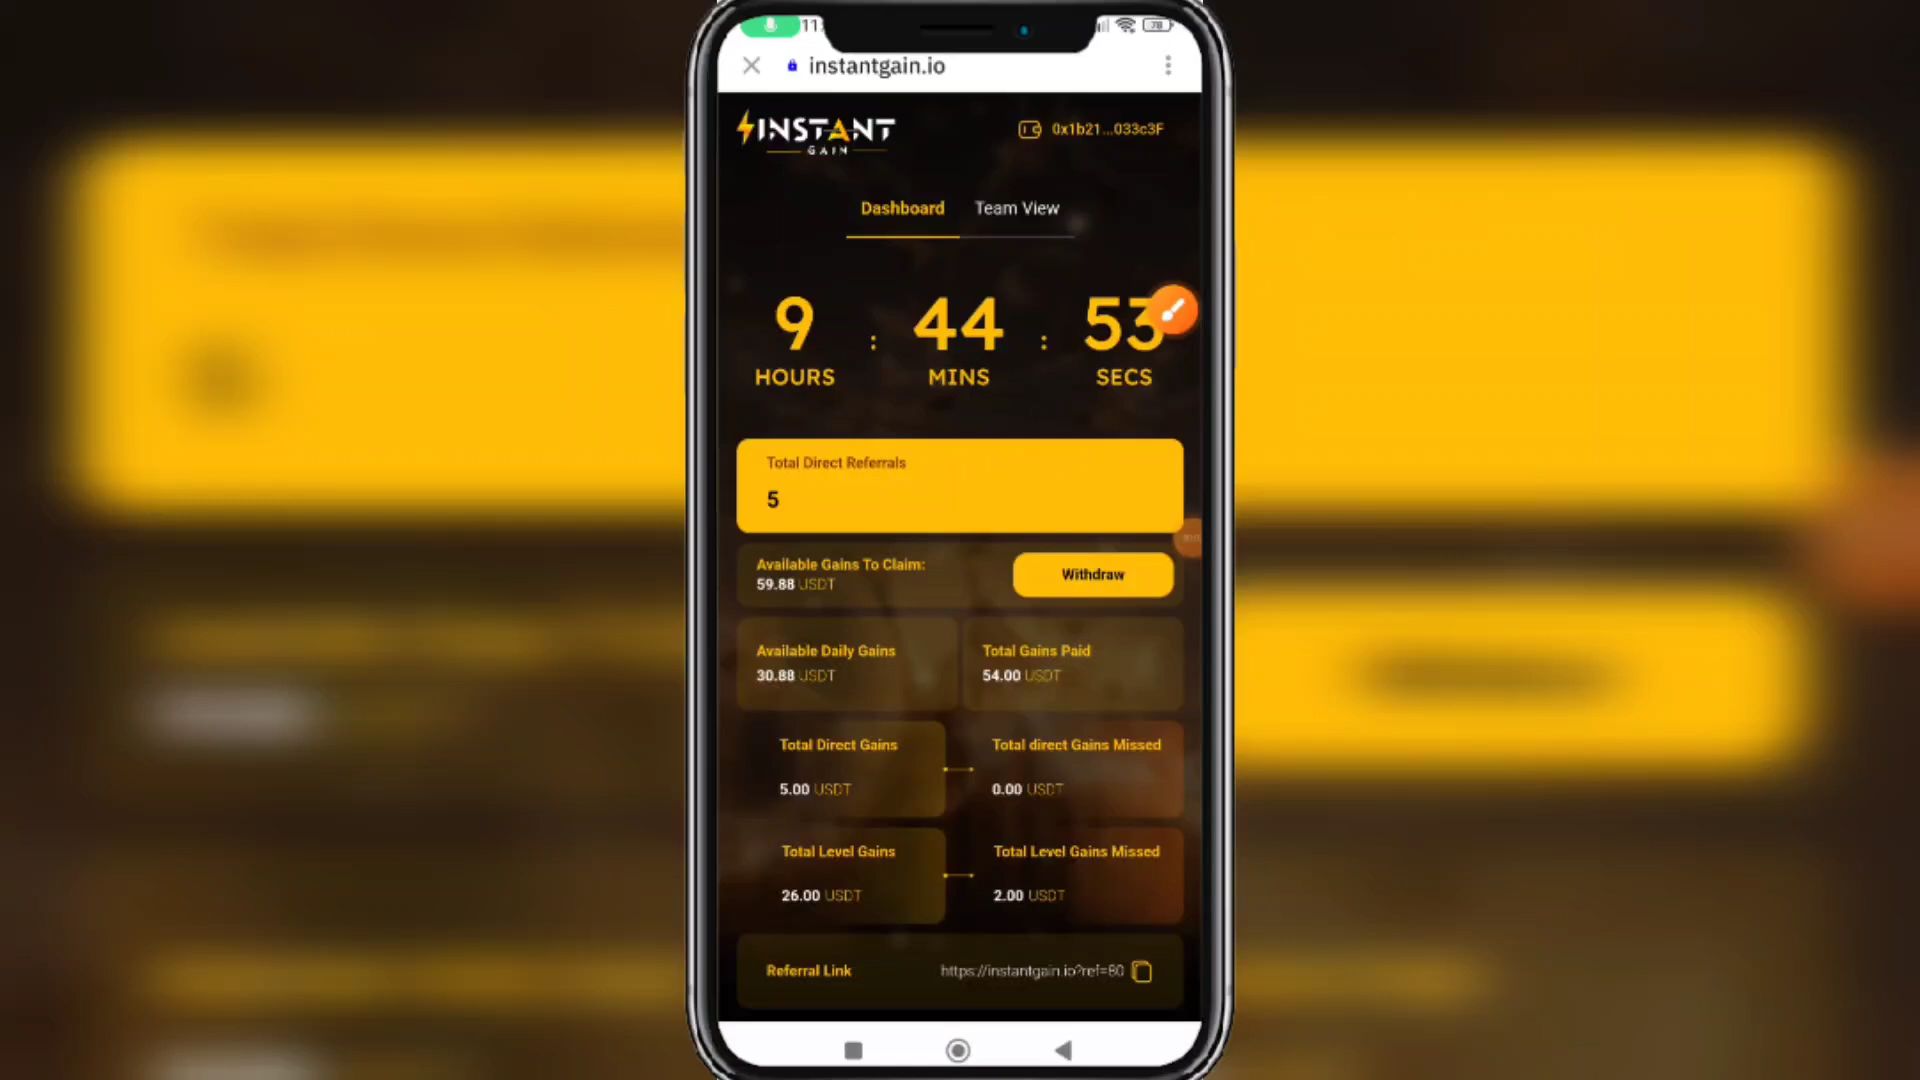 78
instantgain.io
INSTANT
GAIN
0x1b21...033c3F
Dashboard Team View
9 : 44 : 53
HOURS MINS SECS
Total Direct Referrals
5
Available Gains To Claim:
59.88 USDT
Withdraw
Available Daily Gains
30.88 USDT
Total Gains Paid
54.00 USDT
Total Direct Gains
5.00 USDT
Total direct Gains Missed
0.00 USDT
Total Level Gains
26.00 USDT
Total Level Gains Missed
2.00 USDT
Referral Link https://instantgain.io?ref=80